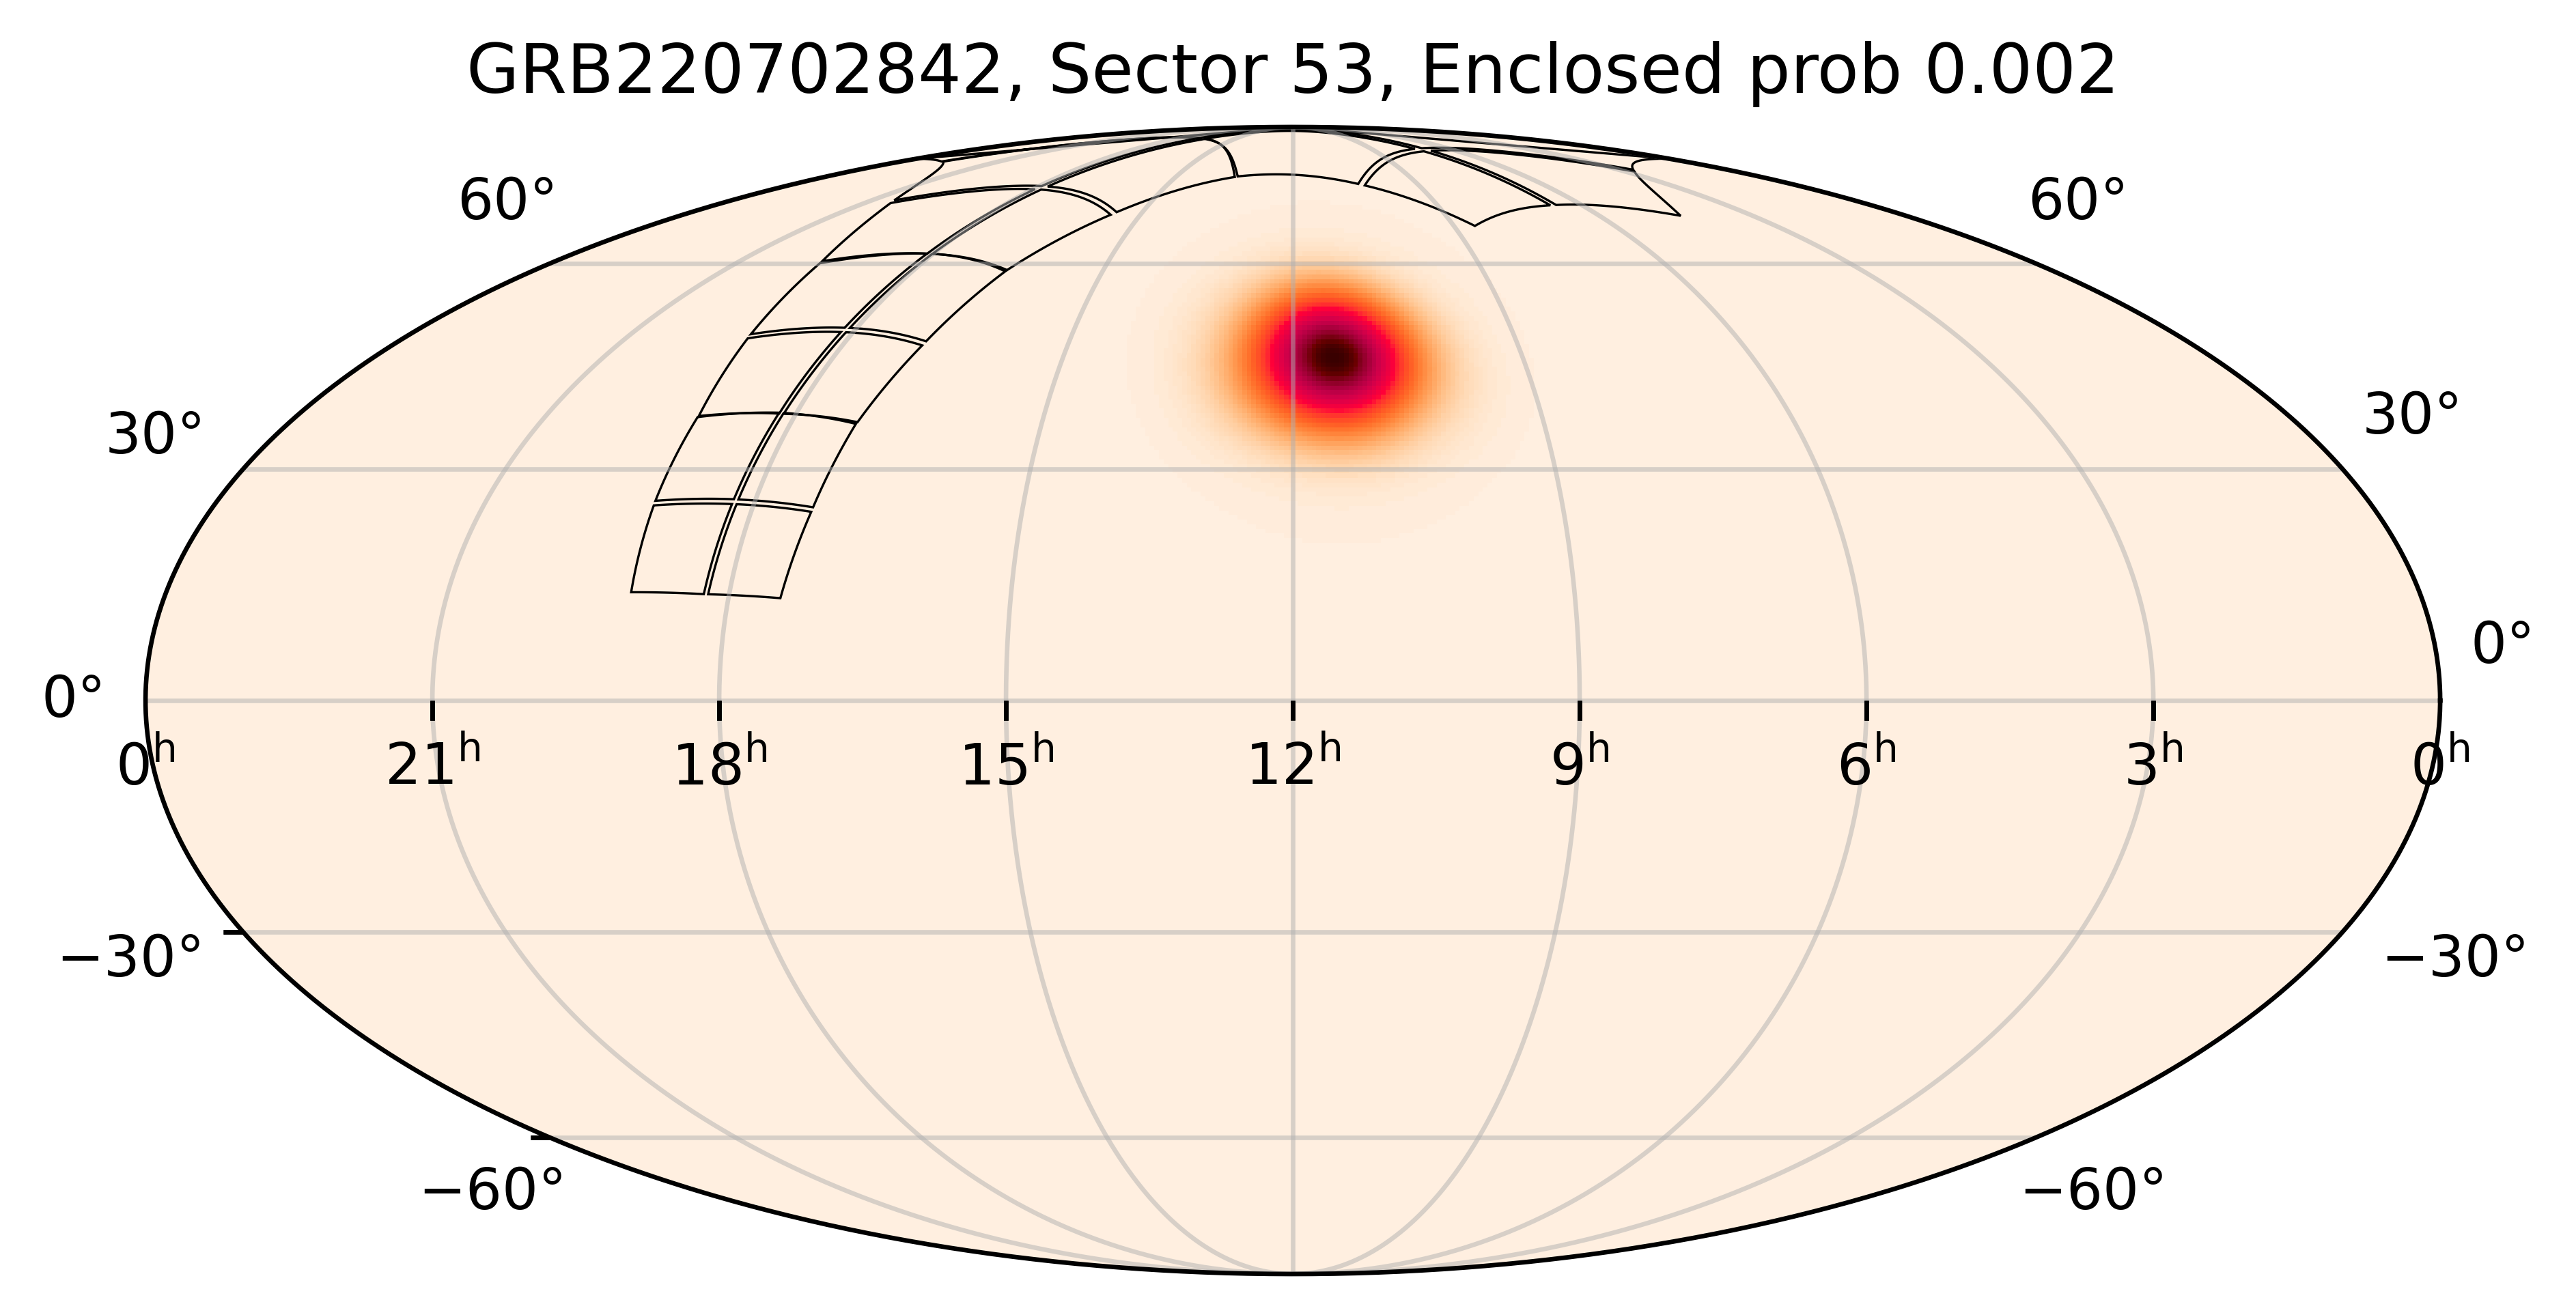 GRB220702842, Sector 53, Enclosed prob 0.002
60° 60°
30° 30°
0° 0°
0h 21h 18h 15h 12h 9h 6h 3h 0h
−30° −30°
−60° −60°